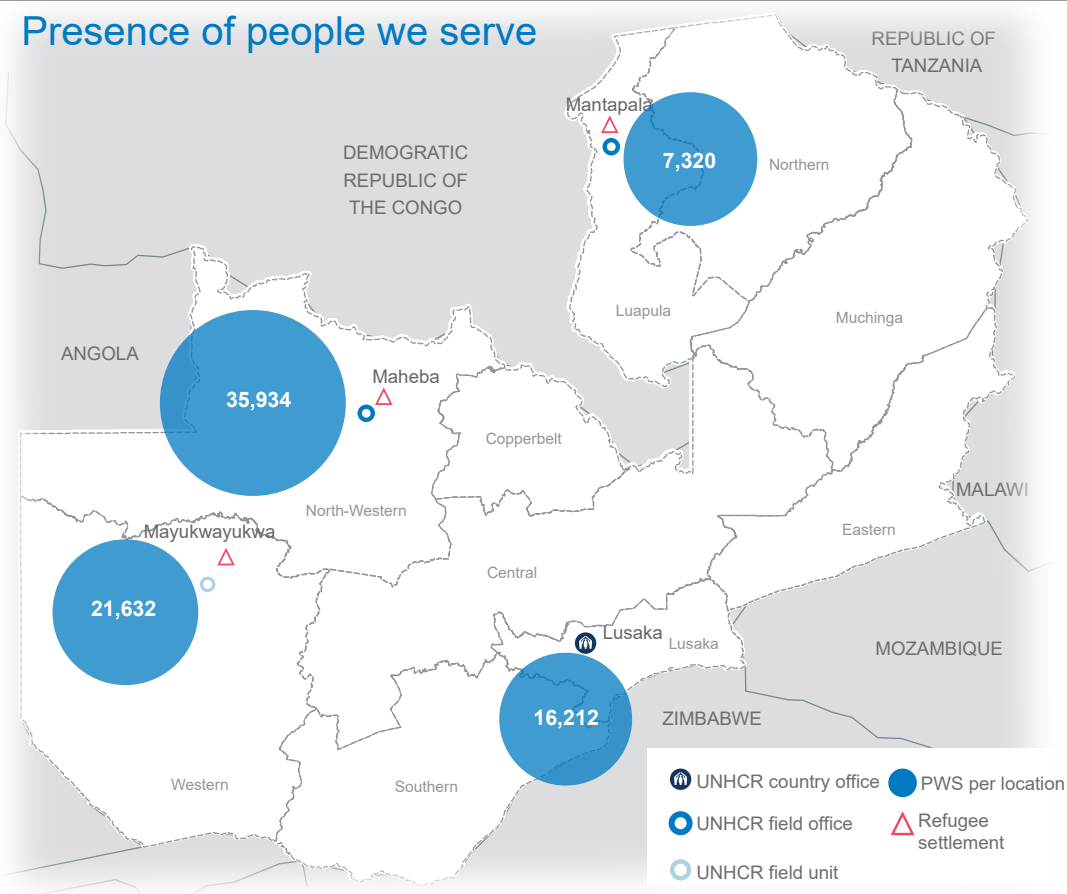 Presence of people we serve
REPUBLIC OF
TANZANIA
Mantapala
7,320
Northern
DEMOGRATIC
REPUBLIC OF
THE CONGO
Luapula
Muchinga
ANGOLA
Maheba
35,934
Copperbelt
MALAWI
North-Western
Eastern
Mayukwayukwa
Central
21,632
Lusaka
Lusaka
MOZAMBIQUE
16,212
ZIMBABWE
Western
Southern
UNHCR country office
PWS per location
UNHCR field office
Refugee
settlement
UNHCR field unit